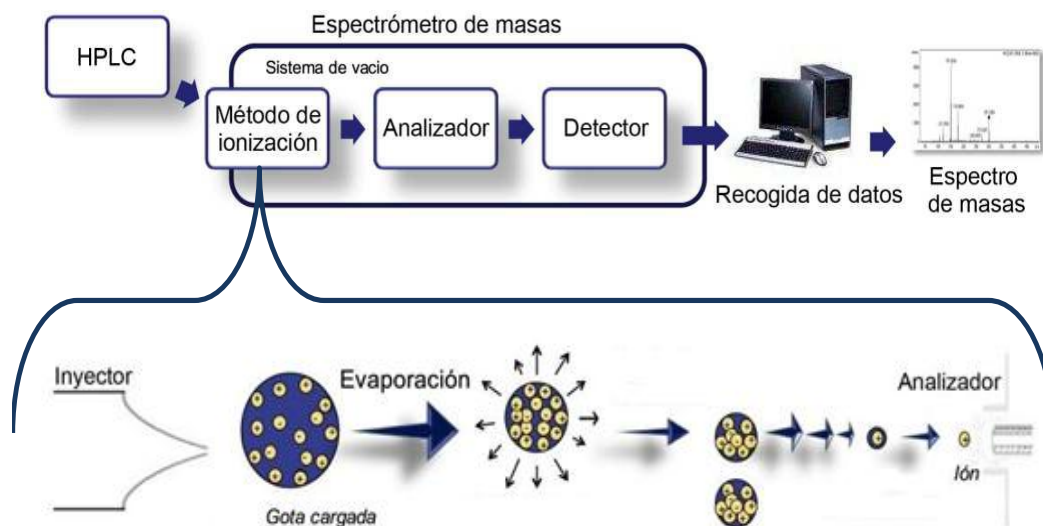 Espectrómetro de masas
HPLC
Sistema de vacio
Método de
ionización
Analizador
Detector
Recogida de datos
Espectro
de masas
Inyector
Evaporación
Analizador
Gota cargada
Ión